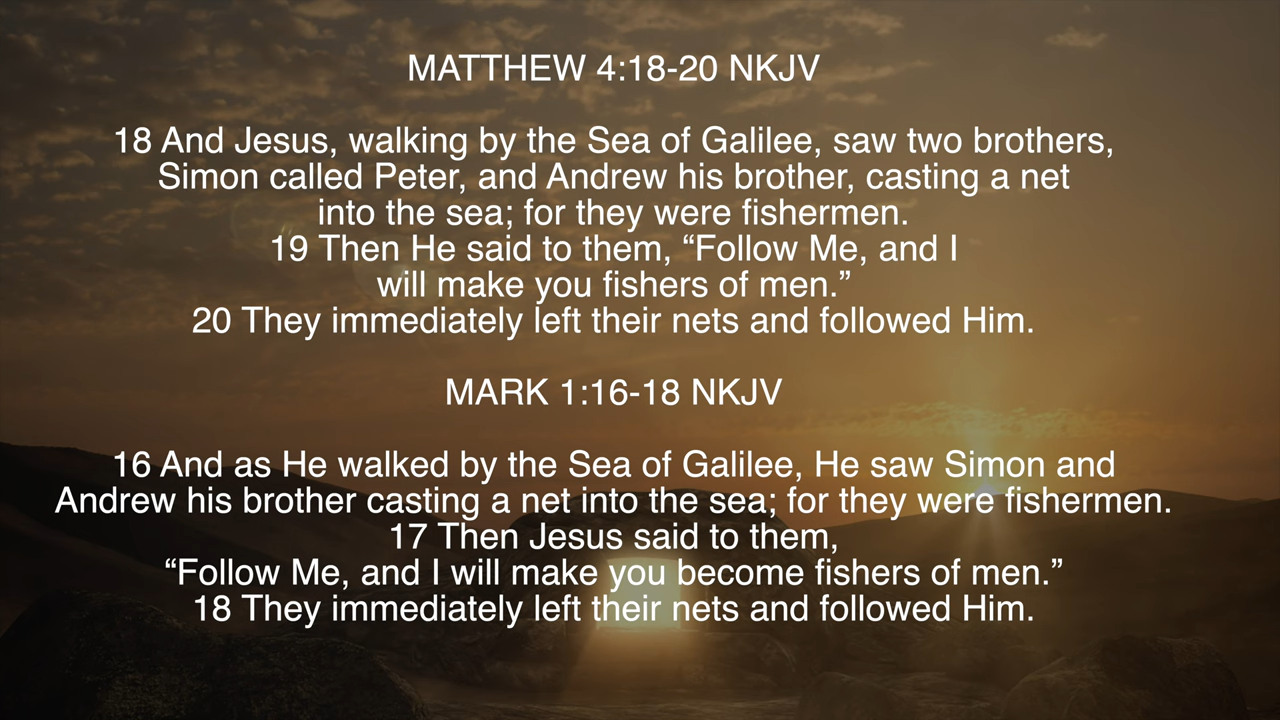 MATTHEW 4:18-20 NKJV
18 And Jesus, walking by the Sea of Galilee, saw two brothers,
Simon called Peter, and Andrew his brother, casting a net
into the sea; for they were fishermen.
19 Then He said to them, “Follow Me, and I
will make you fishers of men.”
20 They immediately left their nets and followed Him.
MARK 1:16-18 NKJV
16 And as He walked by the Sea of Galilee, He saw Simon and
Andrew his brother casting a net into the sea; for they were fishermen.
17 Then Jesus said to them,
“Follow Me, and I will make you become fishers of men.”
18 They immediately left their nets and followed Him.